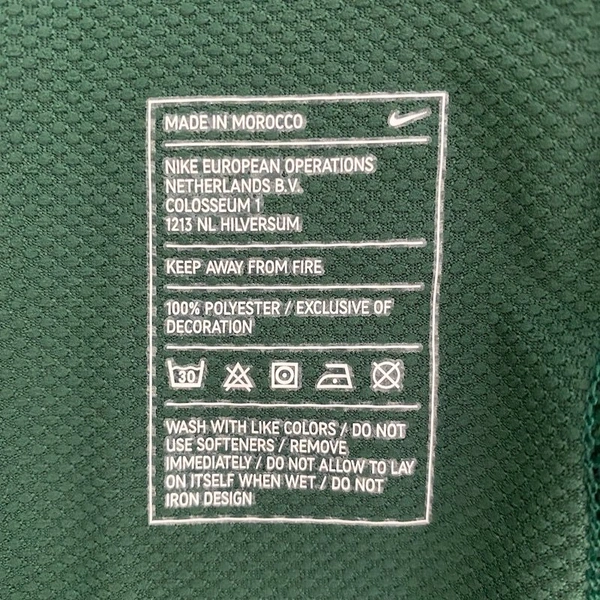 MADE IN MOROCCO
NIKE EUROPEAN OPERATIONS
NETHERLANDS B.V.
COLOSSEUM 1
1213 NL HILVERSUM
KEEP AWAY FROM FIRE
100% POLYESTER / EXCLUSIVE OF
DECORATION
30
WASH WITH LIKE COLORS / DO NOT
USE SOFTENERS / REMOVE
IMMEDIATELY / DO NOT ALLOW TO LAY
ON ITSELF WHEN WET / DO NOT
IRON DESIGN